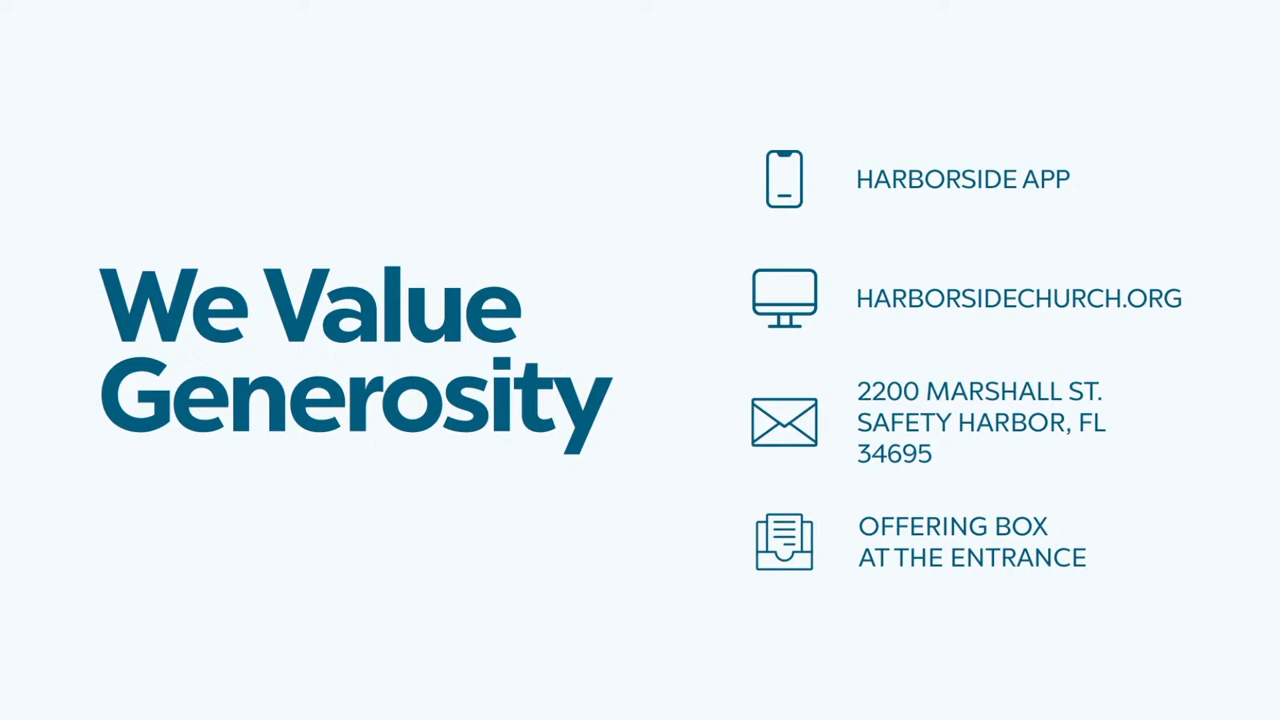 We Value
Generosity
HARBORSIDE APP
HARBORSIDECHURCH.ORG
2200 MARSHALL ST.
SAFETY HARBOR, FL
34695
OFFERING BOX
AT THE ENTRANCE